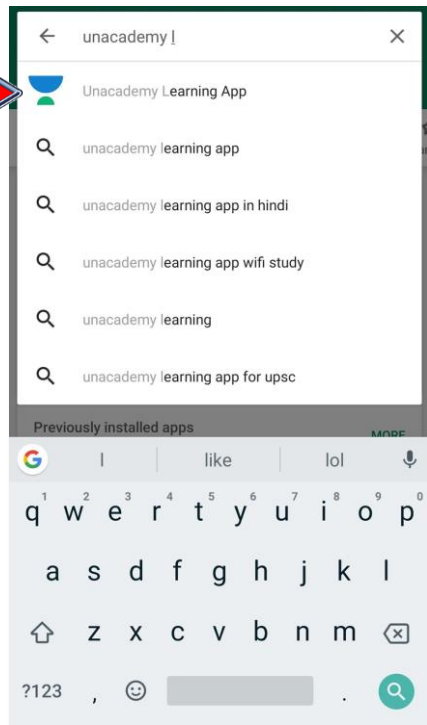 unacademy l
Unacademy Learning App
unacademy learning app
unacademy learning app in hindi
unacademy learning app wifi study
unacademy learning
unacademy learning app for upsc
Previously installed apps MORE
G I like lol
1 2 3 4 5 6 7 8 9 0
q w e r t y u i o p
a s d f g h j k l
z x c v b n m
?123 , .